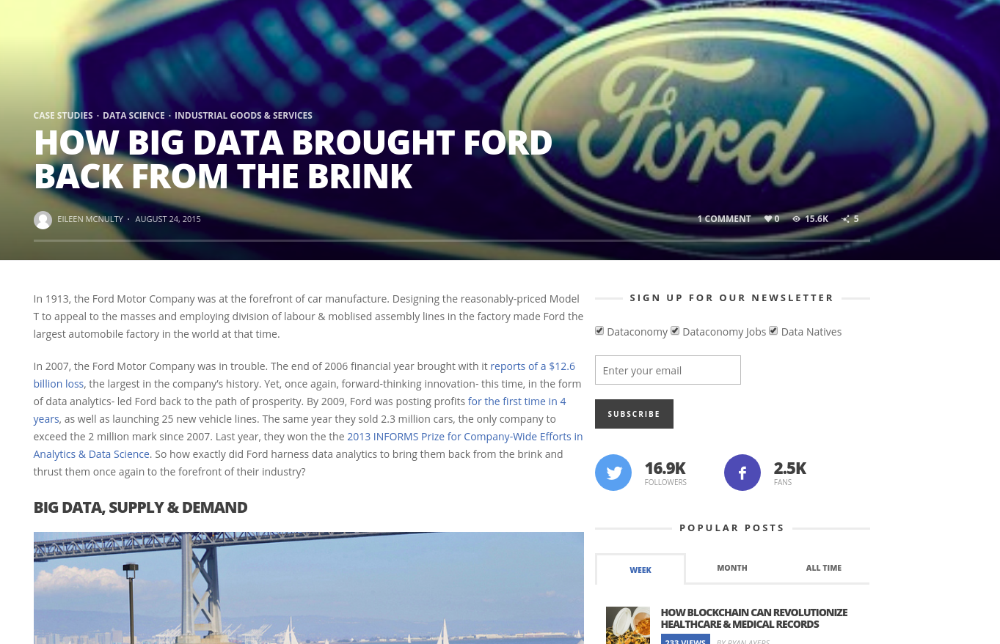 Ford
CASE STUDIES · DATA SCIENCE · INDUSTRIAL GOODS & SERVICES
HOW BIG DATA BROUGHT FORD
BACK FROM THE BRINK
EILEEN MCNULTY · AUGUST 24, 2015
1 COMMENT 0 15.6K 5
In 1913, the Ford Motor Company was at the forefront of car manufacture. Designing the reasonably-priced Model
T to appeal to the masses and employing division of labour & moblised assembly lines in the factory made Ford the
largest automobile factory in the world at that time.
In 2007, the Ford Motor Company was in trouble. The end of 2006 financial year brought with it reports of a $12.6
billion loss, the largest in the company’s history. Yet, once again, forward-thinking innovation- this time, in the form
of data analytics- led Ford back to the path of prosperity. By 2009, Ford was posting profits for the first time in 4
years, as well as launching 25 new vehicle lines. The same year they sold 2.3 million cars, the only company to
exceed the 2 million mark since 2007. Last year, they won the the 2013 INFORMS Prize for Company-Wide Efforts in
Analytics & Data Science. So how exactly did Ford harness data analytics to bring them back from the brink and
thrust them once again to the forefront of their industry?
BIG DATA, SUPPLY & DEMAND
SIGN UP FOR OUR NEWSLETTER
Dataconomy Dataconomy Jobs Data Natives
Enter your email
SUBSCRIBE
16.9K
FOLLOWERS
2.5K
FANS
POPULAR POSTS
WEEK MONTH ALL TIME
HOW BLOCKCHAIN CAN REVOLUTIONIZE
HEALTHCARE & MEDICAL RECORDS
233 VIEWS BY RYAN AYERS